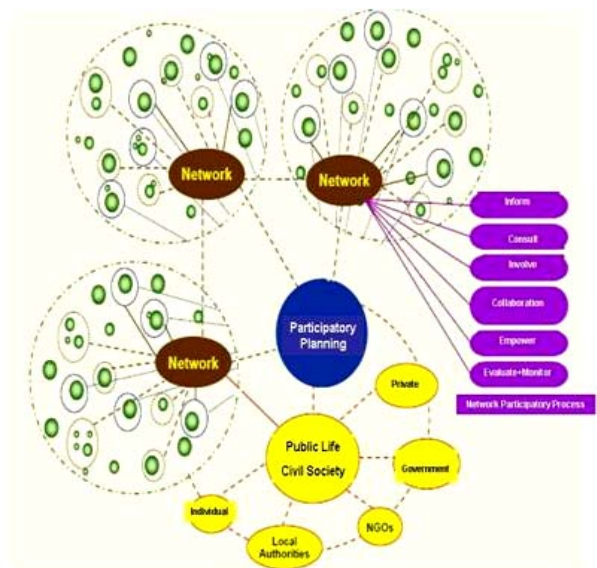 Network
Network
Inform
Consult
Involve
Collaboration
Empower
Evaluate+Monitor
Network Participatory Process
Participatory
Planning
Network
Private
Public Life
Civil Society
Government
Individual
NGOs
Local
Authorities